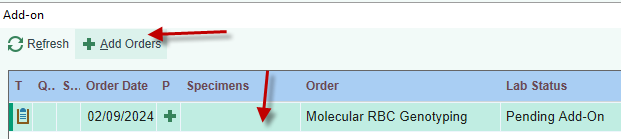 Add-on
Refresh Add Orders
T Q.. S... Order Date P Specimens Order Lab Status
02/09/2024 Molecular RBC Genotyping Pending Add-On